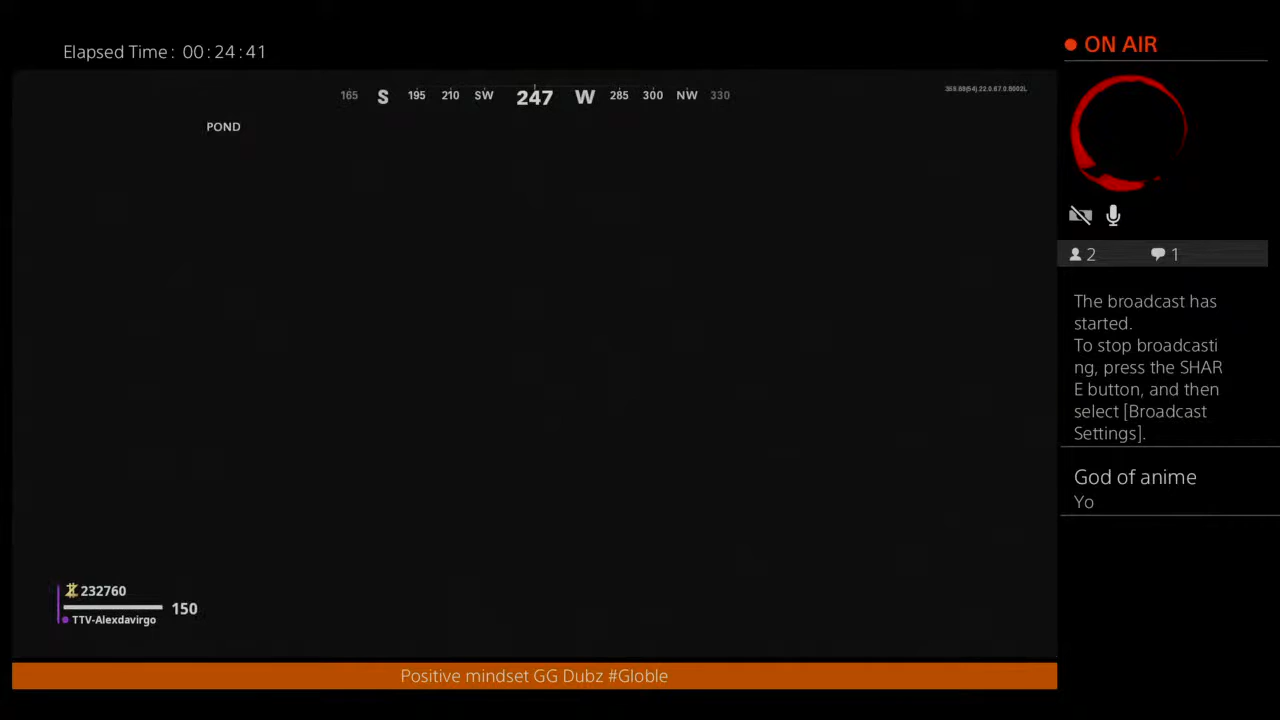 Elapsed Time: 00:24:41
ON AIR
165 S 195 210 SW 247 W 285 300 NW 330
POND
2 1
The broadcast has
started.
To stop broadcasti
ng, press the SHAR
E button, and then
select [Broadcast
Settings].
God of anime
Yo
232760
150
TTV-Alexdavirgo
Positive mindset GG Dubz #Globle